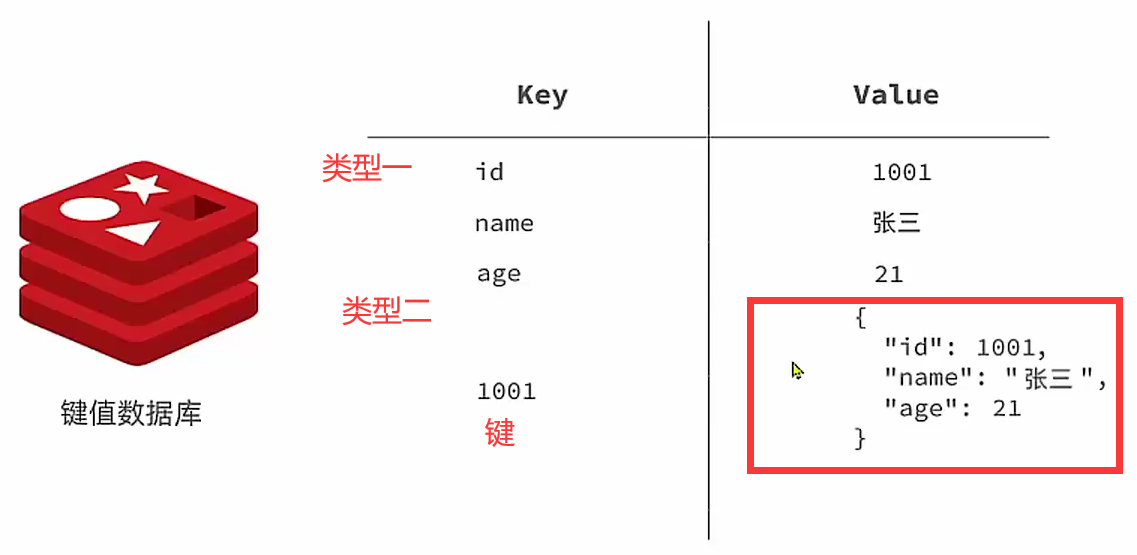 Key Value
类型一 id 1001
name 张三
age 21
类型二
{
"id": 1001,
"name": "张三",
1001
"age": 21
键值数据库
键
}